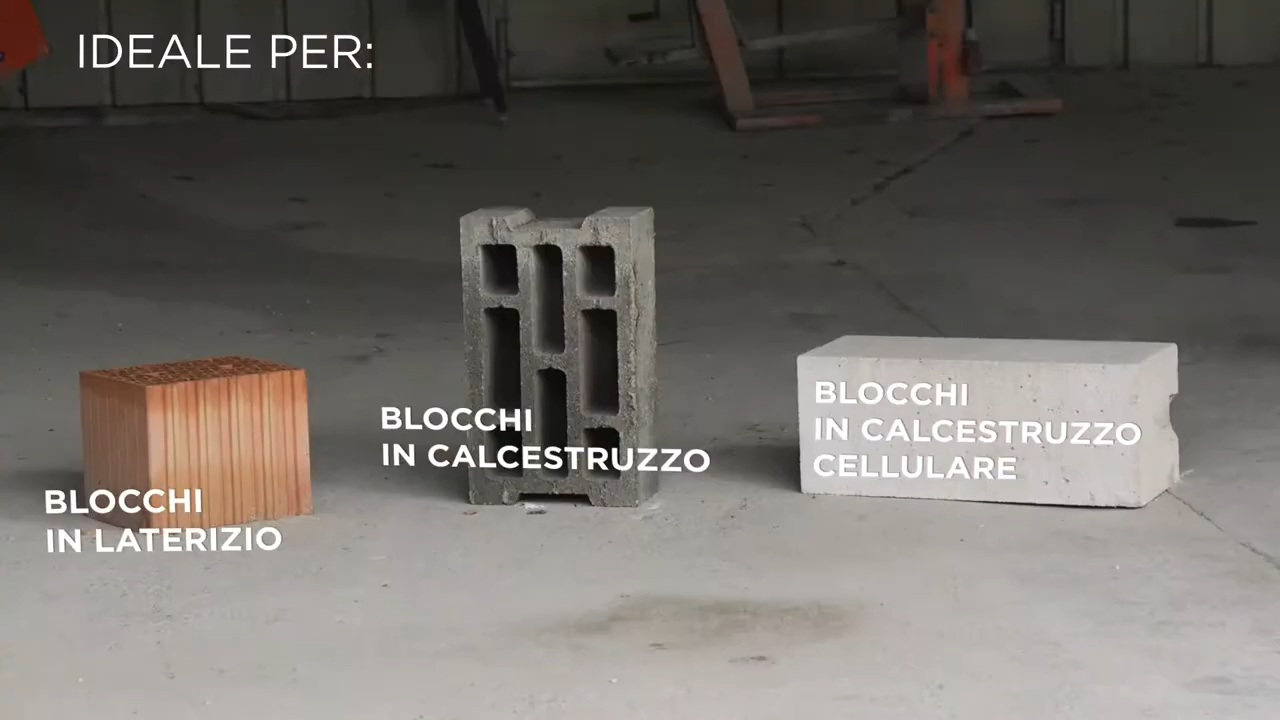 IDEALE PER:
BLOCCHI
IN LATERIZIO
BLOCCHI
IN CALCESTRUZZO
BLOCCHI
IN CALCESTRUZZO
CELLULARE